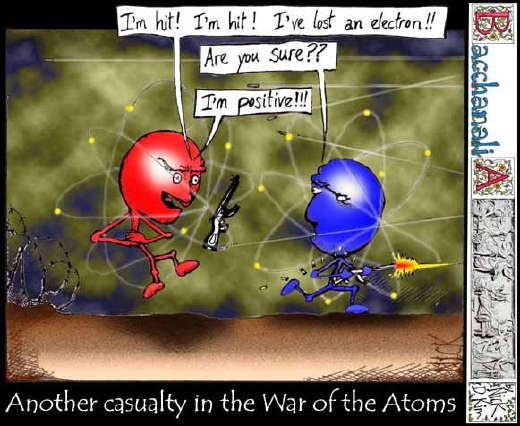 I'm hit! I'm hit! I've lost an electron!!
Are you sure??
I'm positive!!!
BacchanaliA
Another casualty in the War of the Atoms